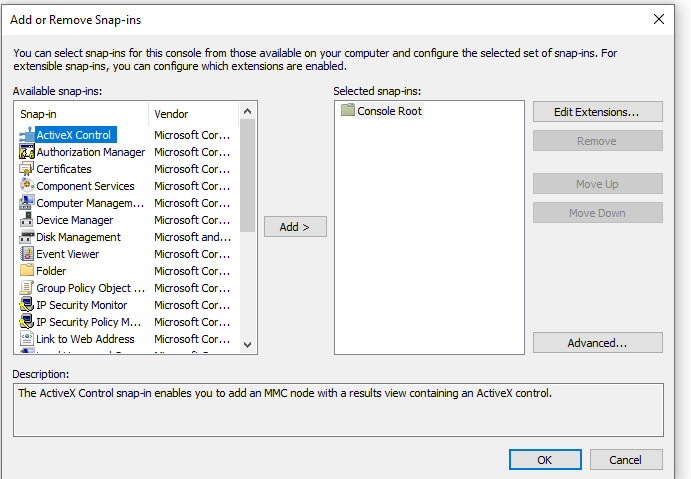 Add or Remove Snap-ins
You can select snap-ins for this console from those available on your computer and configure the selected set of snap-ins. For
extensible snap-ins, you can configure which extensions are enabled.
Available snap-ins:
Snap-in Vendor
ActiveX Control Microsoft Cor...
Authorization Manager Microsoft Cor...
Certificates Microsoft Cor...
Component Services Microsoft Cor...
Computer Managem... Microsoft Cor...
Device Manager Microsoft Cor...
Disk Management Microsoft and...
Event Viewer Microsoft Cor...
Folder Microsoft Cor...
Group Policy Object ... Microsoft Cor...
IP Security Monitor Microsoft Cor...
IP Security Policy M... Microsoft Cor...
Link to Web Address Microsoft Cor...
Add >
Selected snap-ins:
Console Root
Edit Extensions...
Remove
Move Up
Move Down
Advanced...
Description:
The ActiveX Control snap-in enables you to add an MMC node with a results view containing an ActiveX control.
OK
Cancel